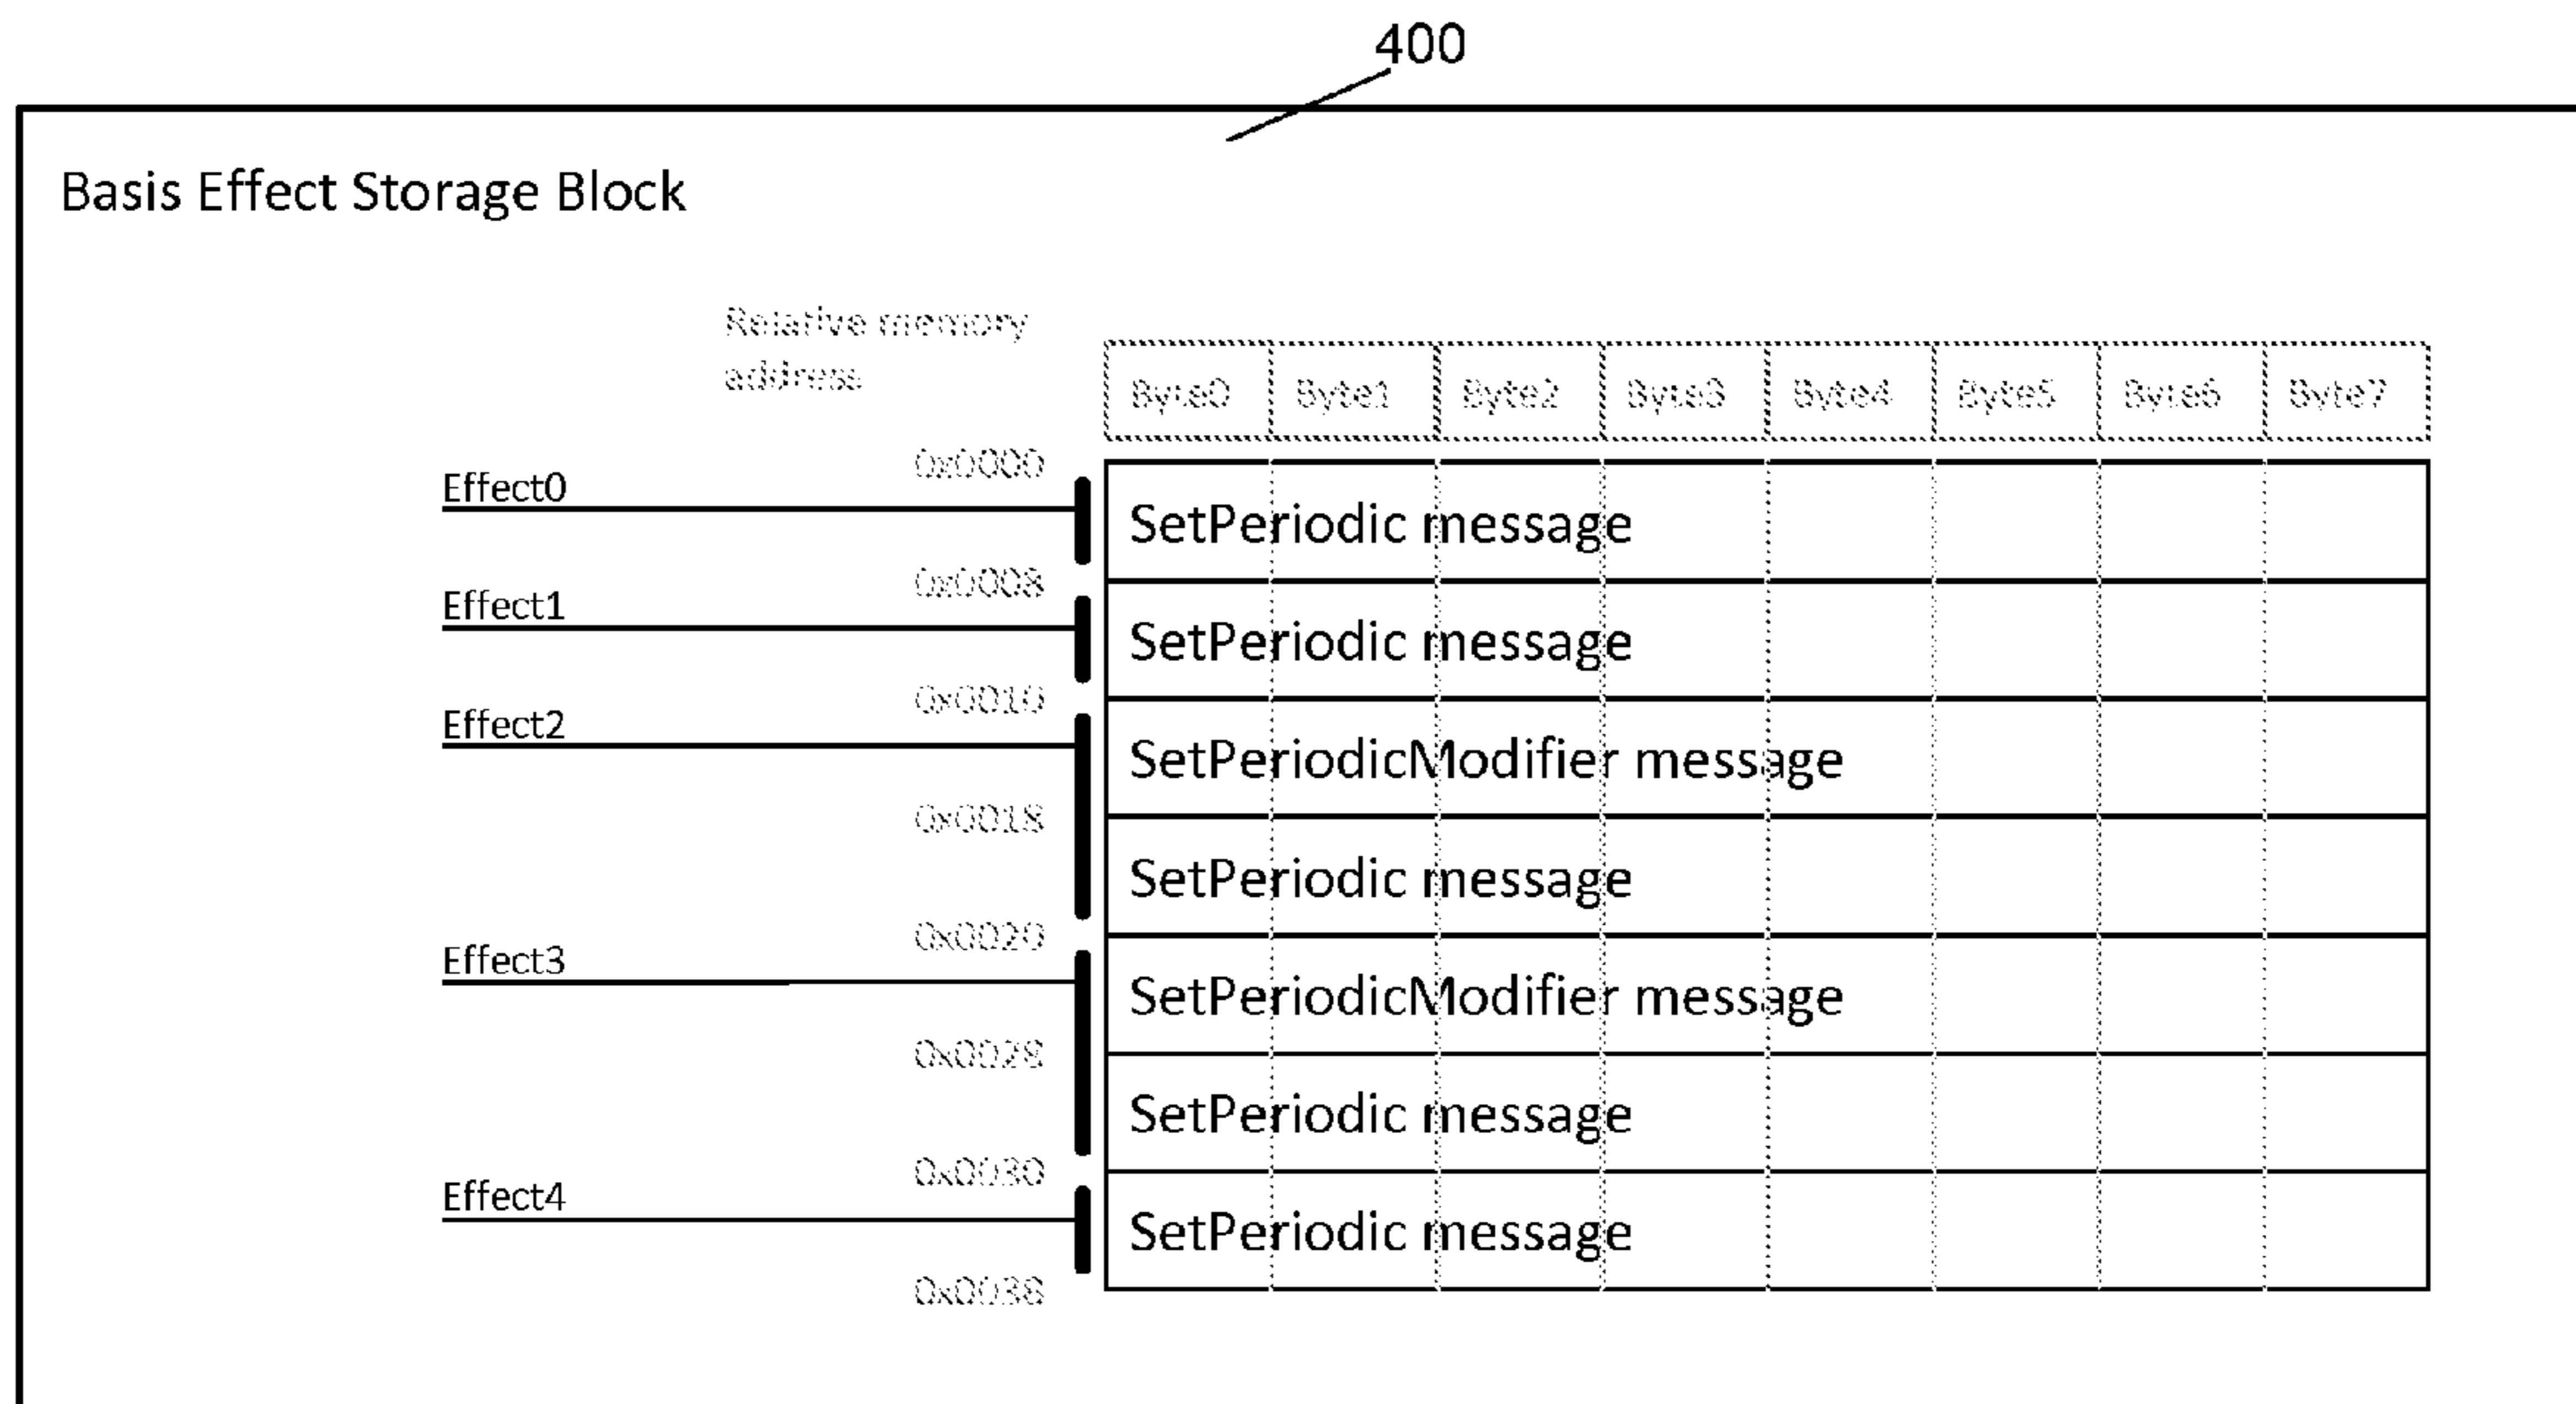 400
Basis Effect Storage Block
Relative memory
address
Byte0 Byte1 Byte2 Byte3 Byte4 Byte5 Byte6 Byte7
0x0000
Effect0
SetPeriodic message
0x0008
Effect1
SetPeriodic message
0x0010
Effect2
SetPeriodicModifier message
0x0018
SetPeriodic message
0x0020
Effect3
SetPeriodicModifier message
0x0028
SetPeriodic message
0x0030
Effect4
SetPeriodic message
0x0038